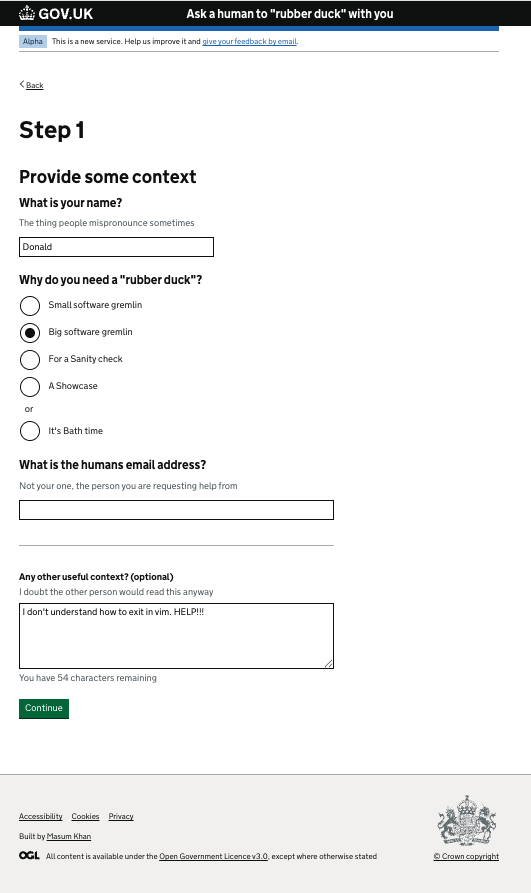 GOV.UK
Ask a human to "rubber duck" with you
Alpha This is a new service. Help us improve it and give your feedback by email.
Back
Step 1
Provide some context
What is your name?
The thing people mispronounce sometimes
Donald
Why do you need a "rubber duck"?
Small software gremlin
Big software gremlin
For a Sanity check
A Showcase
or
It's Bath time
What is the humans email address?
Not your one, the person you are requesting help from
Any other useful context? (optional)
I doubt the other person would read this anyway
I don't understand how to exit in vim. HELP!!!
You have 54 characters remaining
Continue
Accessibility Cookies Privacy
Built by Masum Khan
OGL All content is available under the Open Government Licence v3.0, except where otherwise stated
© Crown copyright